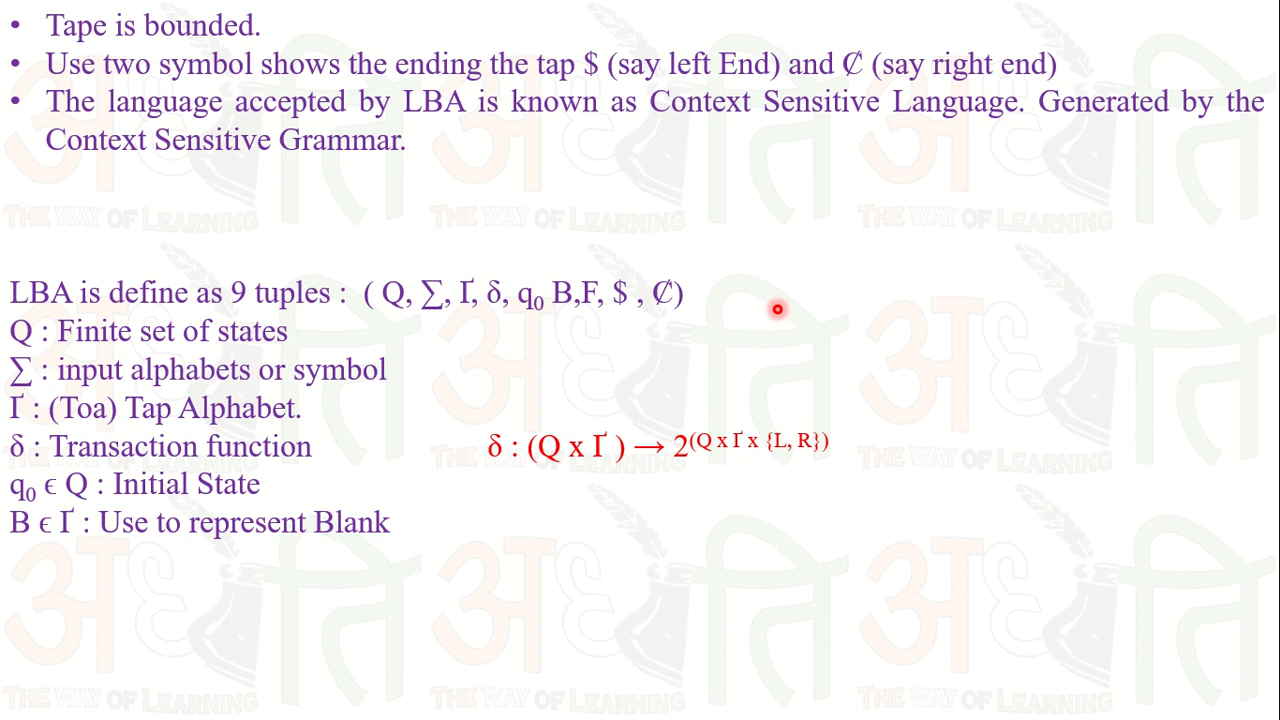 • Tape is bounded.
• Use two symbol shows the ending the tap $ (say left End) and ₡ (say right end)
• The language accepted by LBA is known as Context Sensitive Language. Generated by the
Context Sensitive Grammar.
LBA is define as 9 tuples : ( Q, ∑, Ґ, δ, q₀ B,F, $ , ₡)
Q : Finite set of states
∑ : input alphabets or symbol
Ґ : (Toa) Tap Alphabet.
δ : Transaction function δ : (Q x Ґ ) → 2^(Q x Ґ x {L, R})
q₀ ϵ Q : Initial State
B ϵ Ґ : Use to represent Blank
THE WAY OF LEARNING